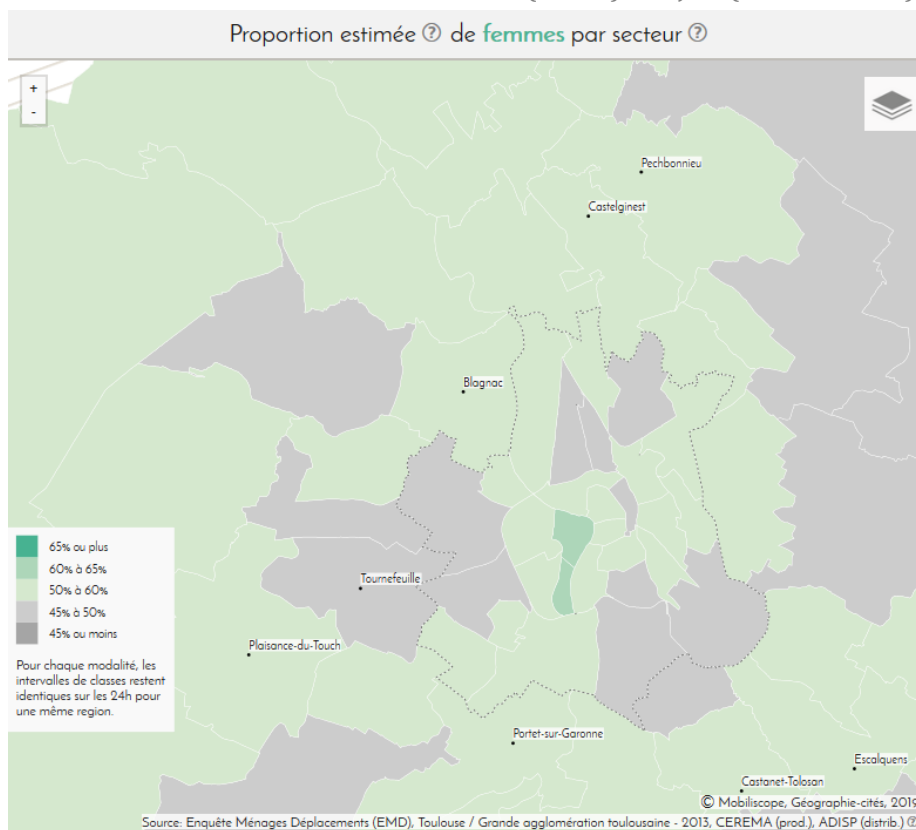 Proportion estimée ? de femmes par secteur ?
+
-
Pechbonnieu
Castelginest
Blagnac
65% ou plus
60% à 65%
50% à 60%
45% à 50%
45% ou moins
Pour chaque modalité, les
intervalles de classes restent
identiques sur les 24h pour
une même region.
Tournefeuille
Plaisance-du-Touch
Portet-sur-Garonne
Escalquens
Castanet-Tolosan
© Mobiliscope, Géographie-cités, 2019
Source: Enquête Ménages Déplacements (EMD), Toulouse / Grande agglomération toulousaine - 2013, CEREMA (prod.), ADISP (distrib.) ?